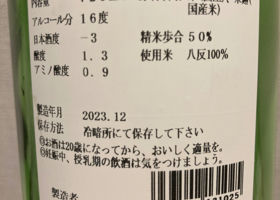 内容量
国産米)
アルコール分 16度
日本酒度 -3 精米歩合 50%
酸度 1.3 使用米 八反100%
アミノ酸度 0.9
製造年月 2023.12
保存方法 冷暗所にて保存して下さい
◎お酒は20歳になってから、おいしく適量を。
◎妊娠中、授乳期の飲酒は気をつけましょう。
製造者